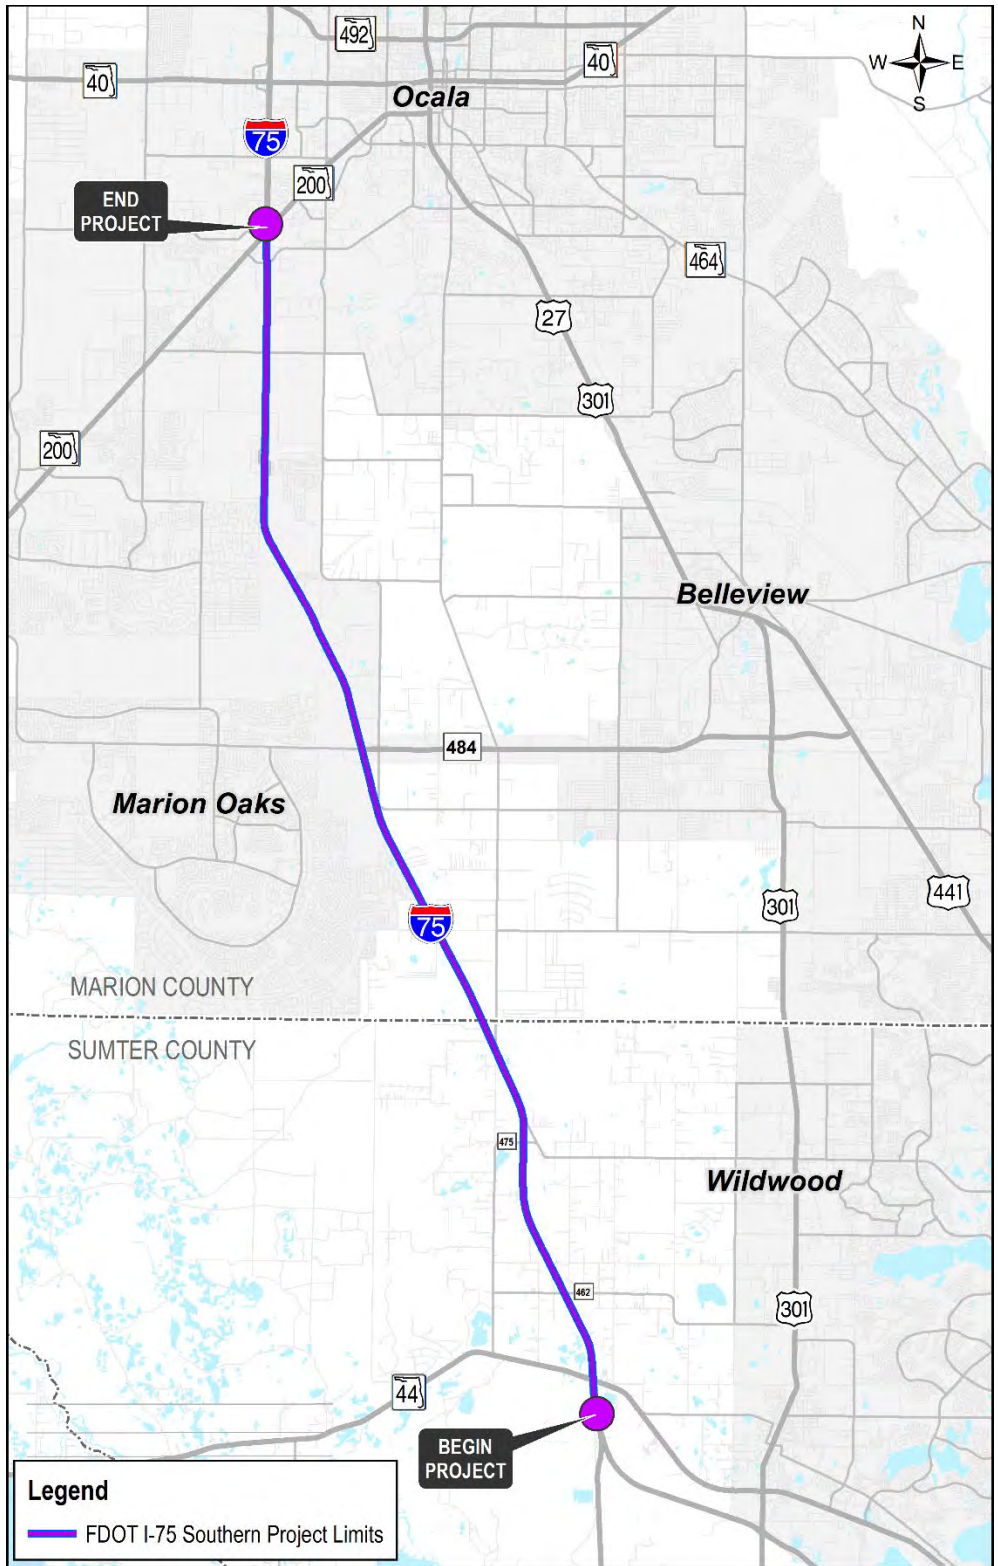 492
N
W
E
S
40
40
Ocala
75
200
END
PROJECT
464
27
301
200
Belleview
484
Marion Oaks
441
301
75
MARION COUNTY
SUMTER COUNTY
475
Wildwood
462
301
44
BEGIN
PROJECT
Legend
FDOT I-75 Southern Project Limits